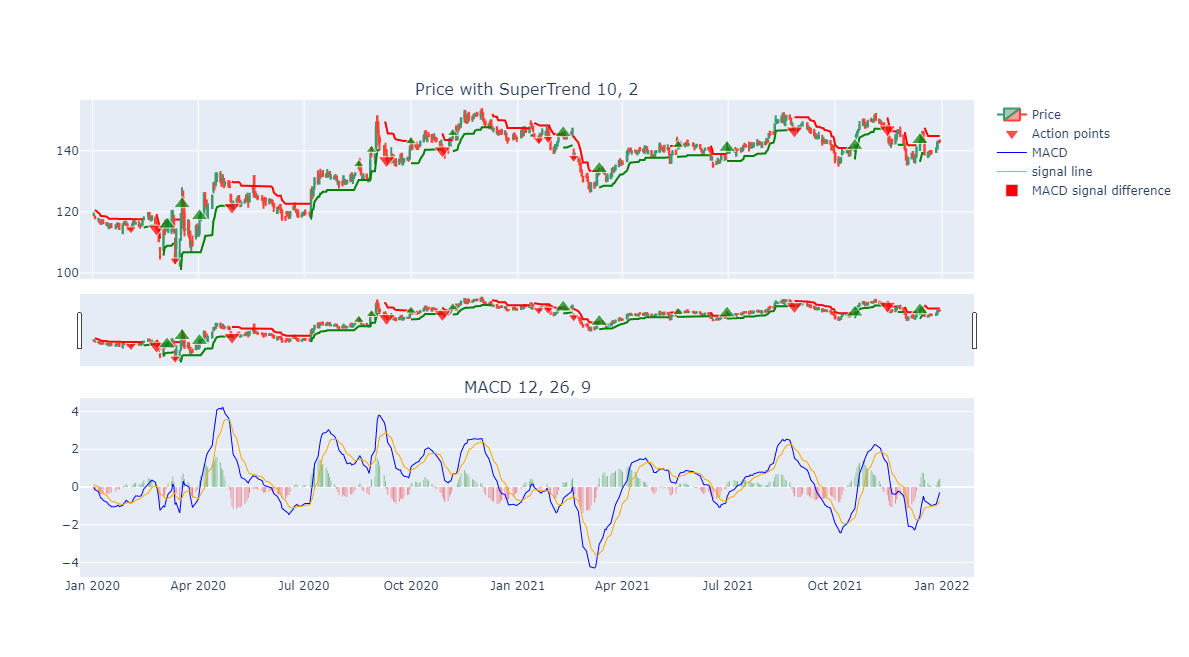 Price with SuperTrend 10, 2
140
120
100
Price
Action points
MACD
signal line
MACD signal difference
MACD 12, 26, 9
4
2
0
−2
−4
Jan 2020 Apr 2020 Jul 2020 Oct 2020 Jan 2021 Apr 2021 Jul 2021 Oct 2021 Jan 2022